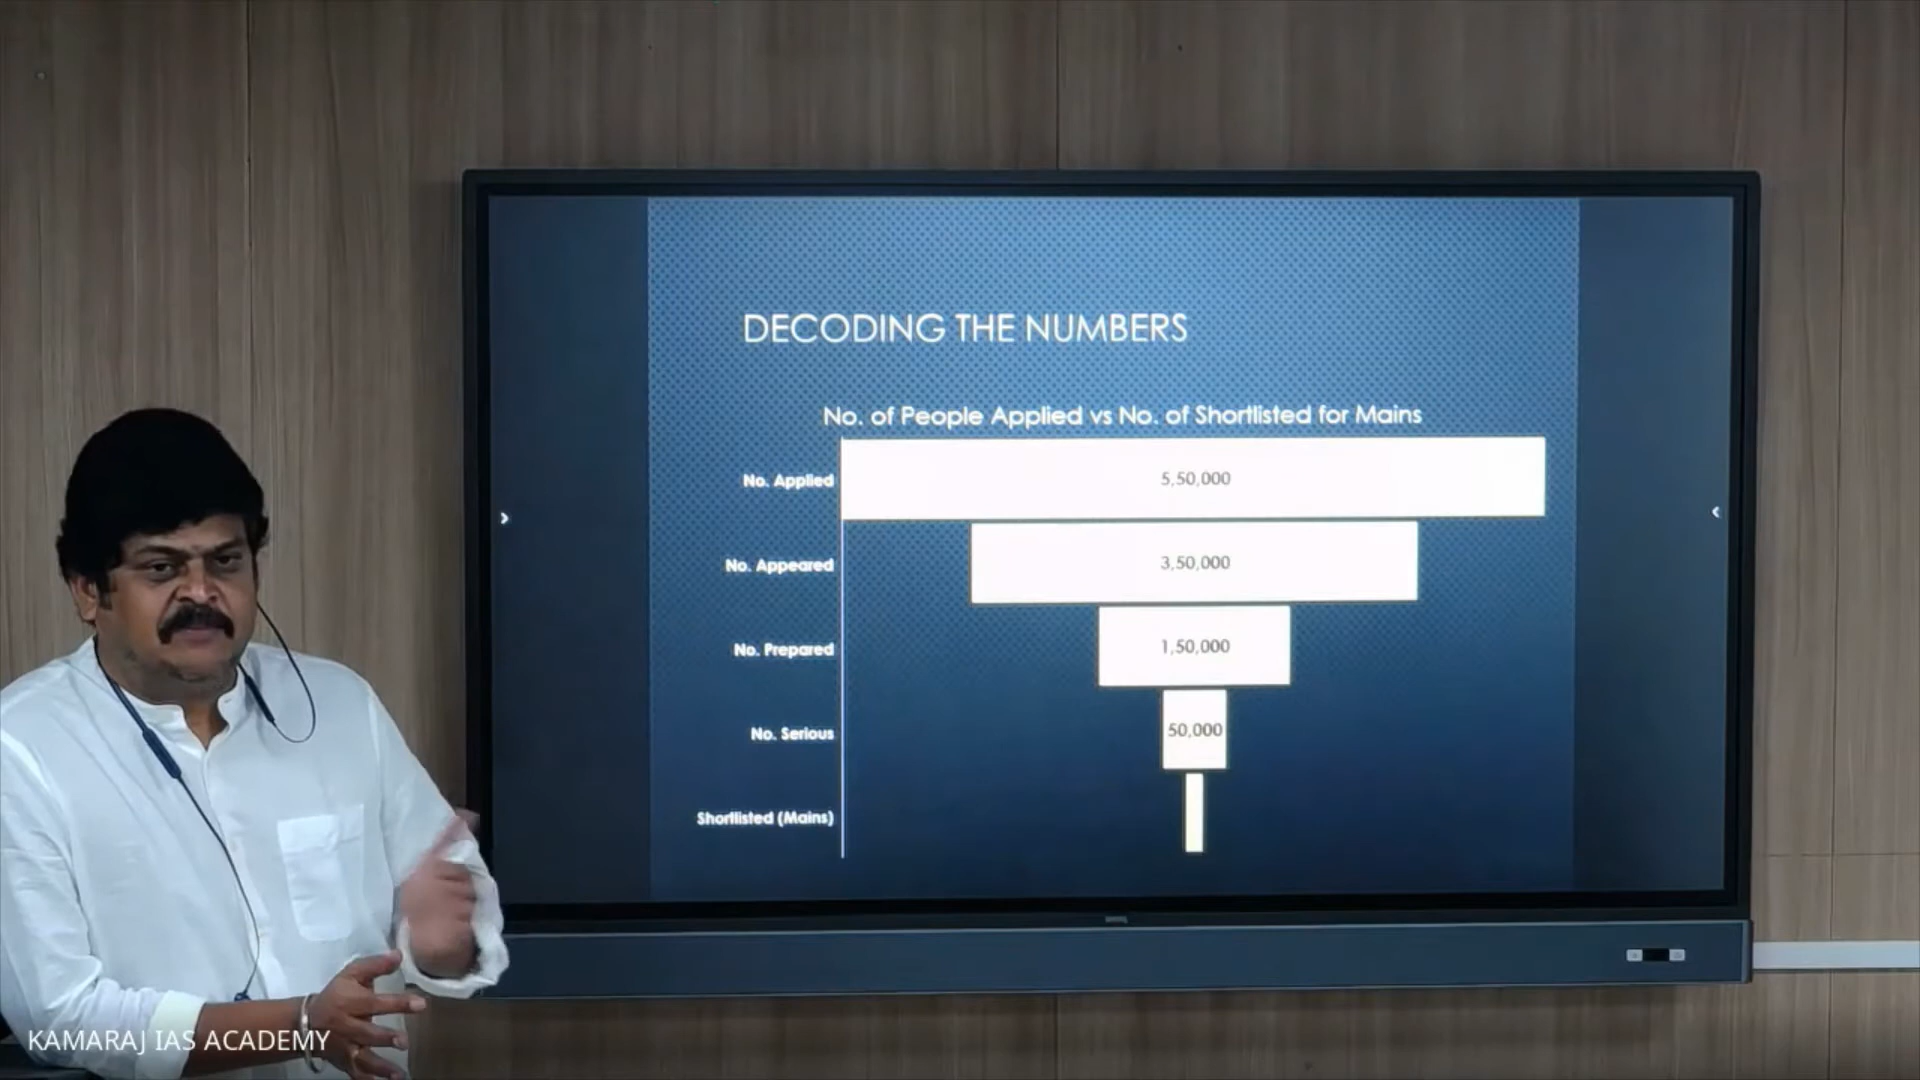 DECODING THE NUMBERS
No. of People Applied vs No. of Shortlisted for Mains
No. Applied
5,50,000
No. Appeared
3,50,000
No. Prepared
1,50,000
No. Serious
50,000
Shortlisted (Mains)
KAMARAJ IAS ACADEMY